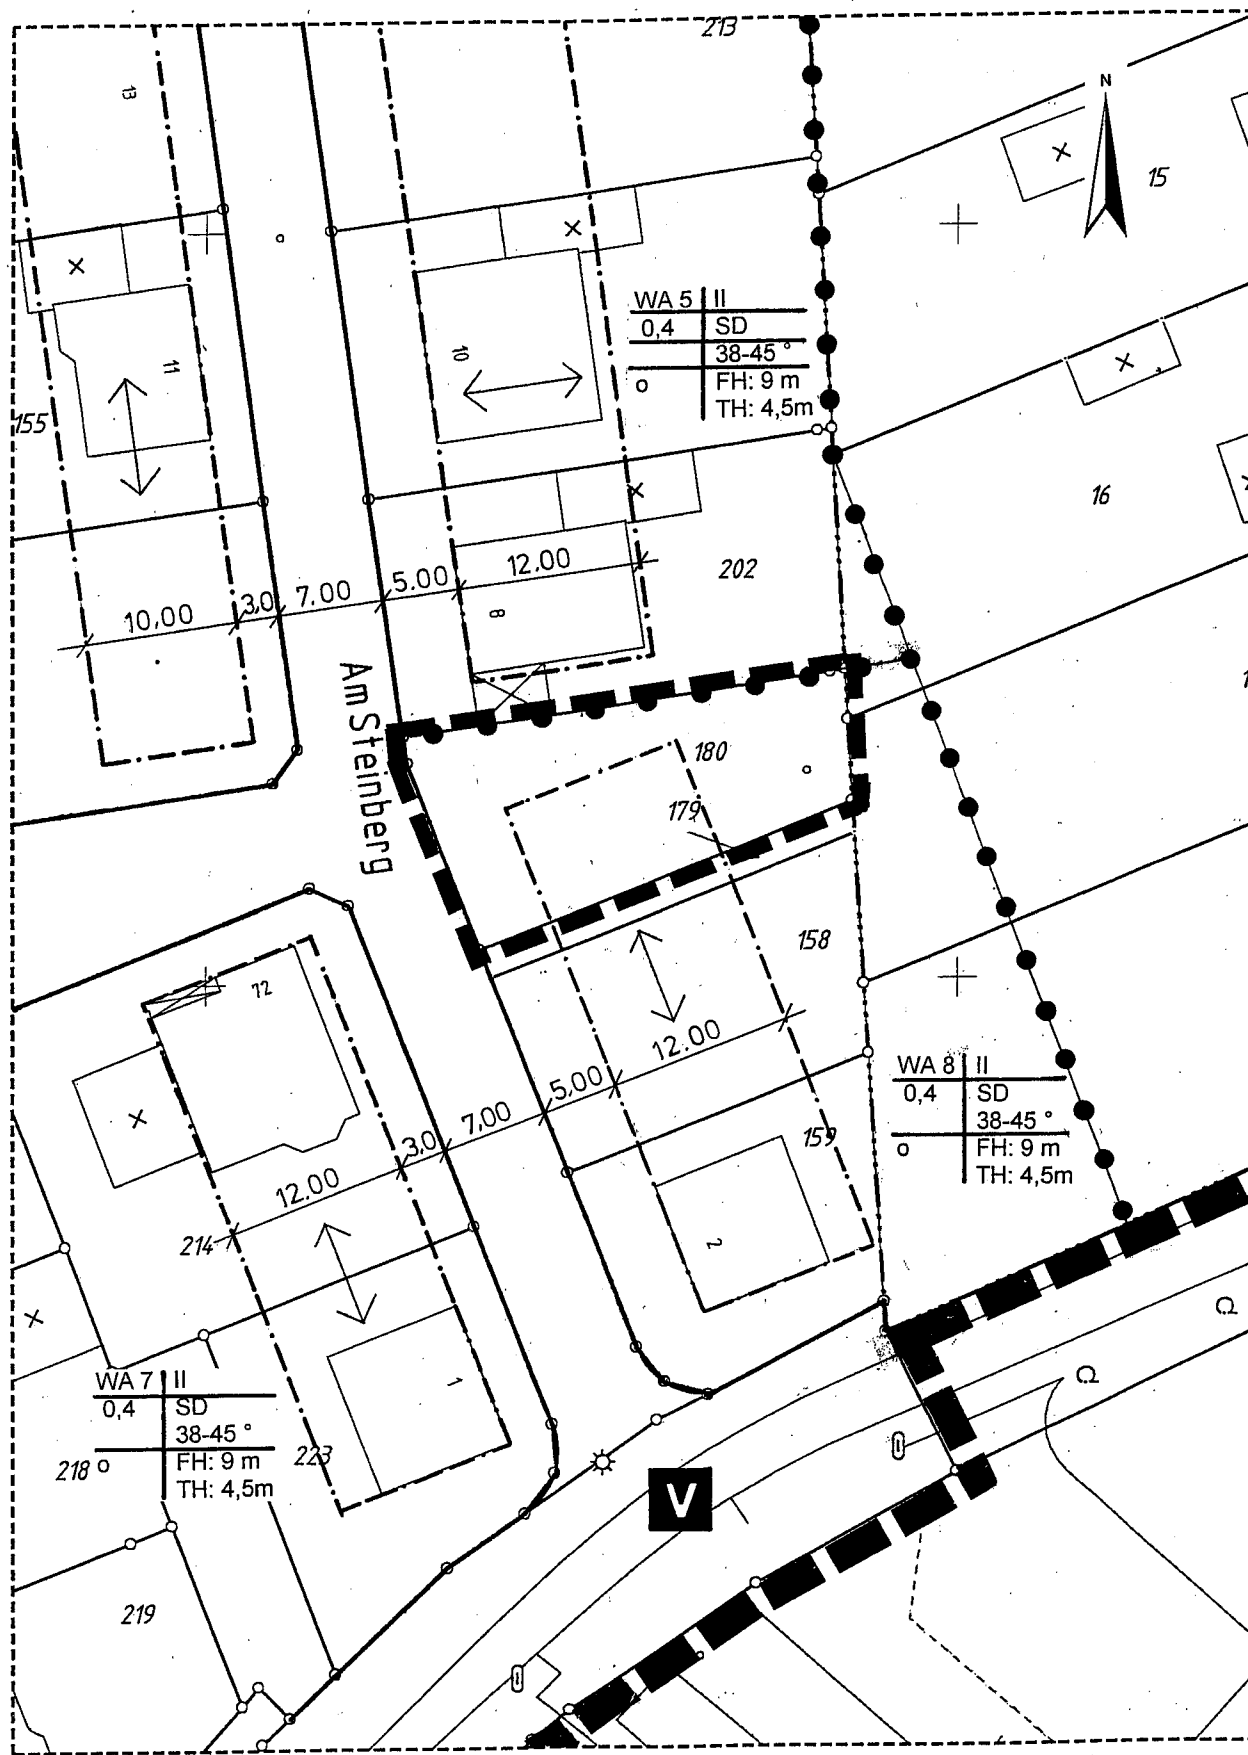 213
N
13
15
WA 5 II
0,4 SD
38-45 °
o FH: 9 m
TH: 4,5m
10
11
155
16
12.00
5.00
7.00
3,0
10,00
202
8
Am Steinberg
180
179
158
12
12.00
5.00
7,00
3,0
12.00
WA 8 II
0,4 SD
38-45 °
o FH: 9 m
TH: 4,5m
159
2
214
1
WA 7 II
0,4 SD
38-45 °
o FH: 9 m
TH: 4,5m
218
223
V
219